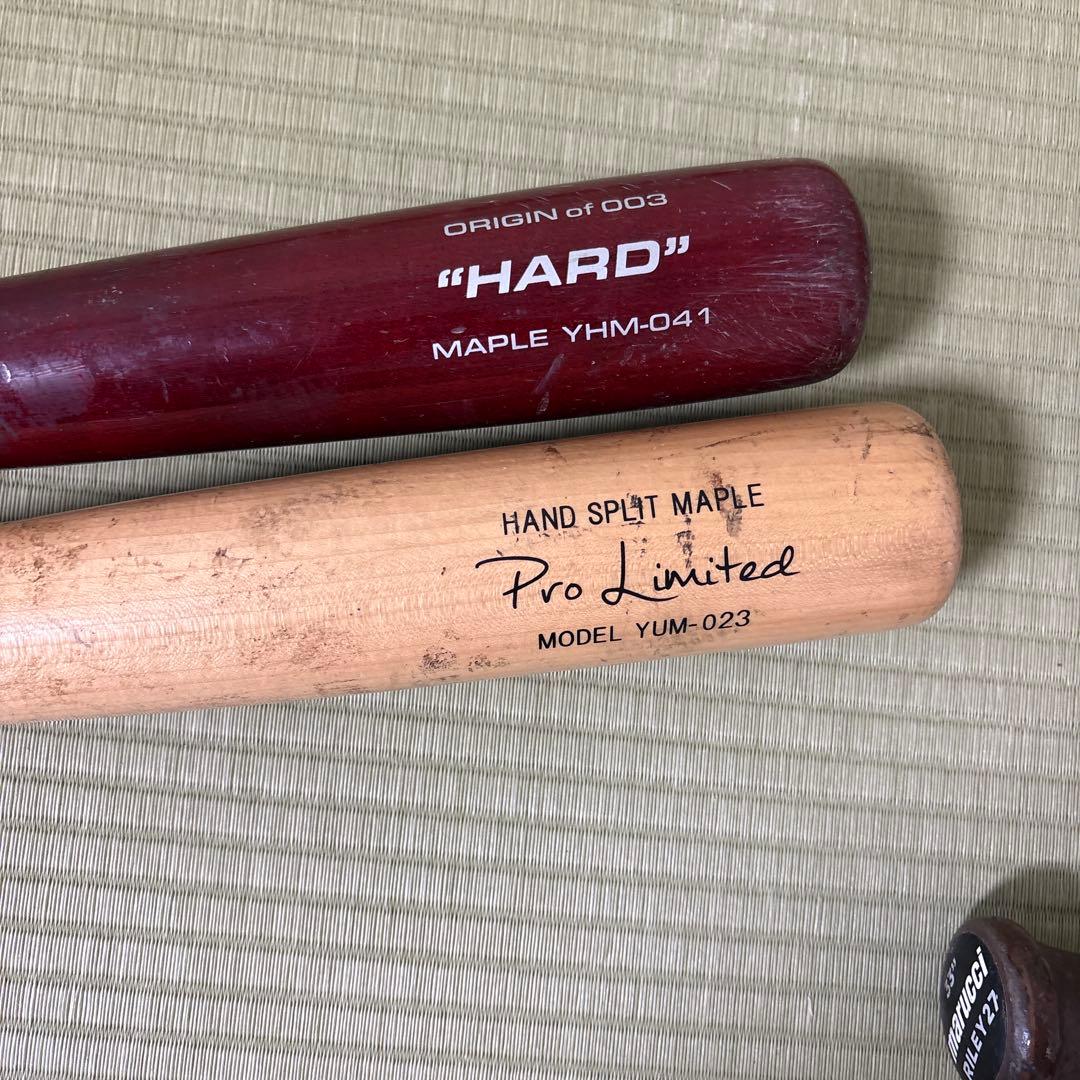 ORIGIN of 003
“HARD”
MAPLE YHM-041
HAND SPLIT MAPLE
Pro Limited
MODEL YUM-023
33"
marucci
RILEY27